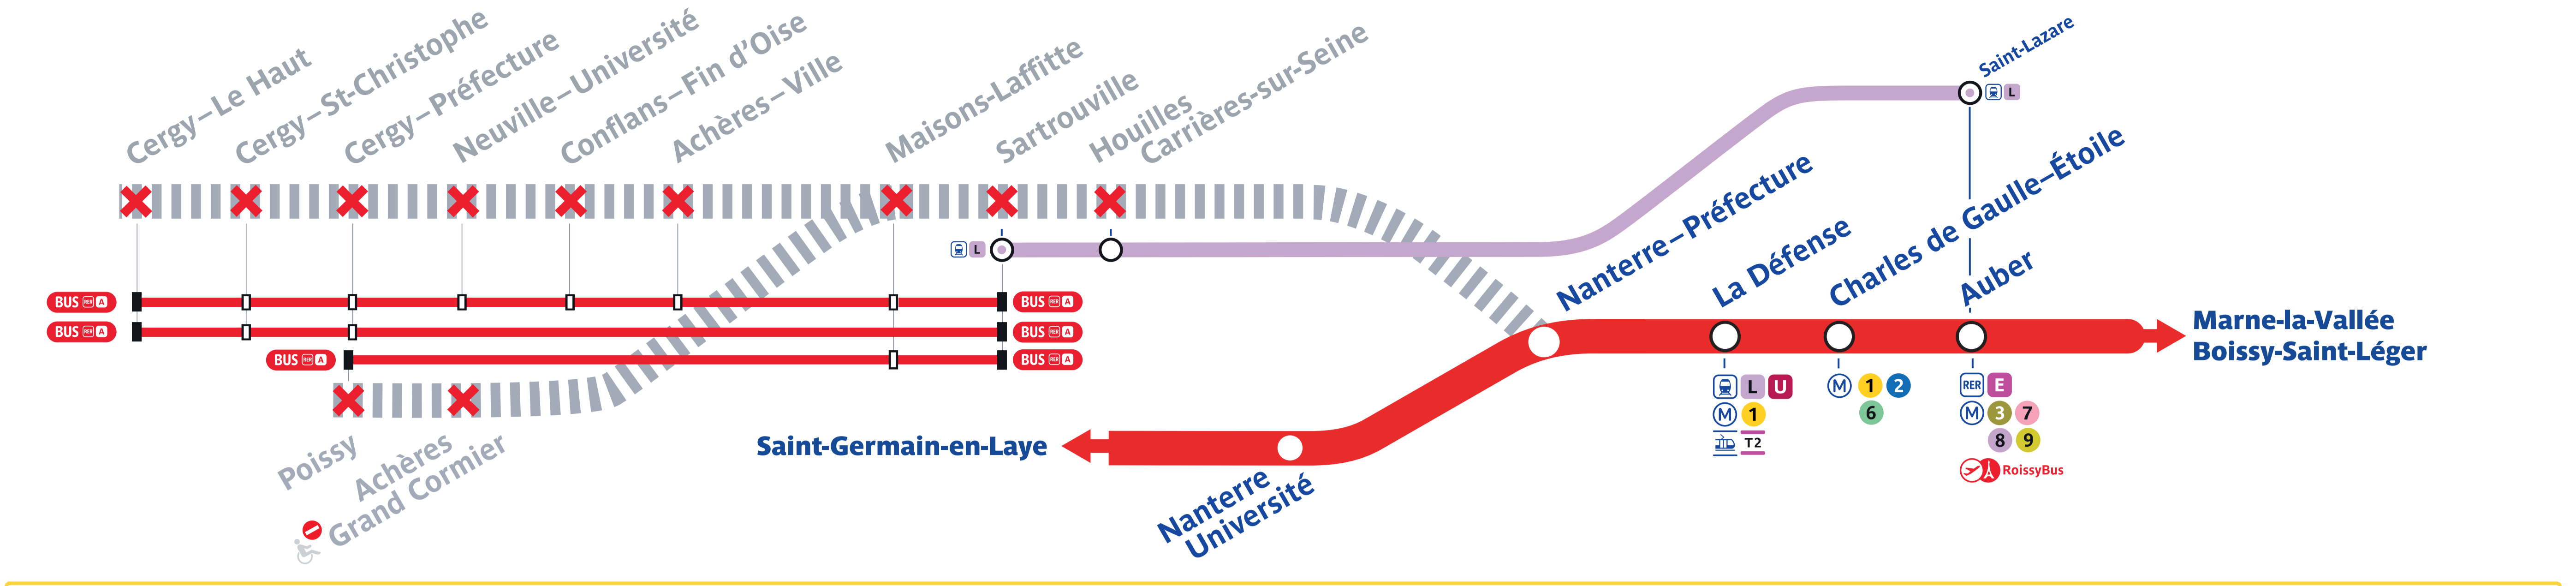 Cergy–Le Haut
Cergy–St-Christophe
Cergy–Préfecture
Neuville–Université
Conflans–Fin d'Oise
Achères–Ville
Maisons-Laffitte
Sartrouville
Houilles
Carrières-sur-Seine
Saint-Lazare
L
L
Nanterre–Préfecture
La Défense
Charles de Gaulle–Étoile
Auber
BUS RER A
BUS RER A
BUS RER A
BUS RER A
BUS RER A
BUS RER A
Marne-la-Vallée
Boissy-Saint-Léger
L U
M 1
T2
M 1 2
6
RER E
M 3 7
8 9
RoissyBus
Saint-Germain-en-Laye
Nanterre
Université
Poissy
Achères
Grand Cormier